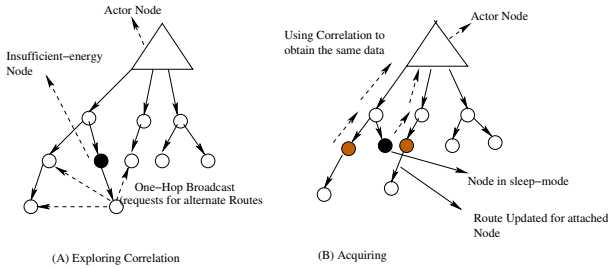 Actor Node
Insufficient−energy
Node
One−Hop Broadcast
(requests for alternate Routes
(A) Exploring Correlation
Actor Node
Using Correlation to
obtain the same data
Node in sleep−mode
Route Updated for attached
Node
(B) Acquiring